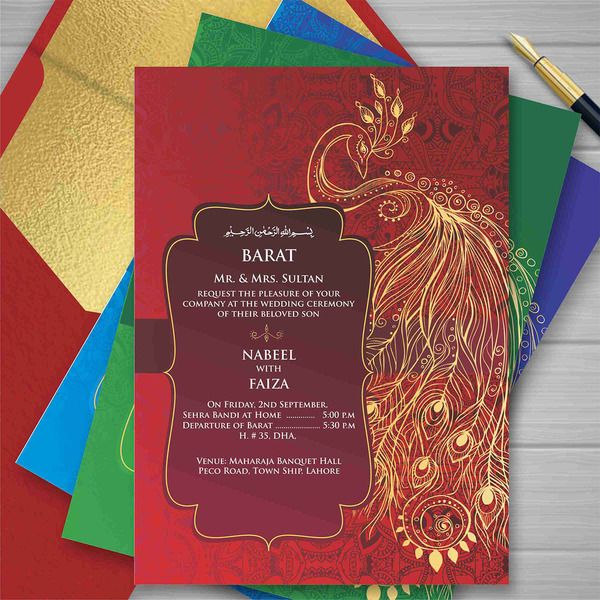 بِسْمِ اللهِ الرَّحْمٰنِ الرَّحِيْمِ
BARAT
MR. & MRS. SULTAN
REQUEST THE PLEASURE OF YOUR
COMPANY AT THE WEDDING CEREMONY
OF THEIR BELOVED SON
NABEEL
WITH
FAIZA
ON FRIDAY, 2ND SEPTEMBER,
SEHRA BANDI AT HOME .............. 5:00 P.M
DEPARTURE OF BARAT ............. 5:30 P.M
H. # 35, DHA,
VENUE: MAHARAJA BANQUET HALL
PECO ROAD, TOWN SHIP, LAHORE